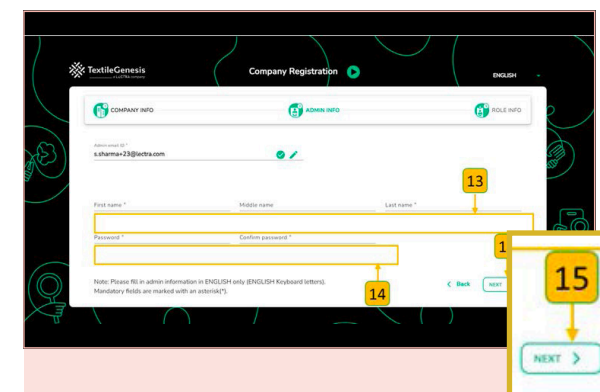 TextileGenesis
a LECTRA company
Company Registration
ENGLISH
COMPANY INFO
ADMIN INFO
ROLE INFO
Admin email ID *
s.sharma+23@lectra.com
13
First name *
Middle name
Last name *
Password *
Confirm password *
14
Note: Please fill in admin information in ENGLISH only (ENGLISH Keyboard letters).
Mandatory fields are marked with an asterisk(*).
Back
NEXT
15
NEXT